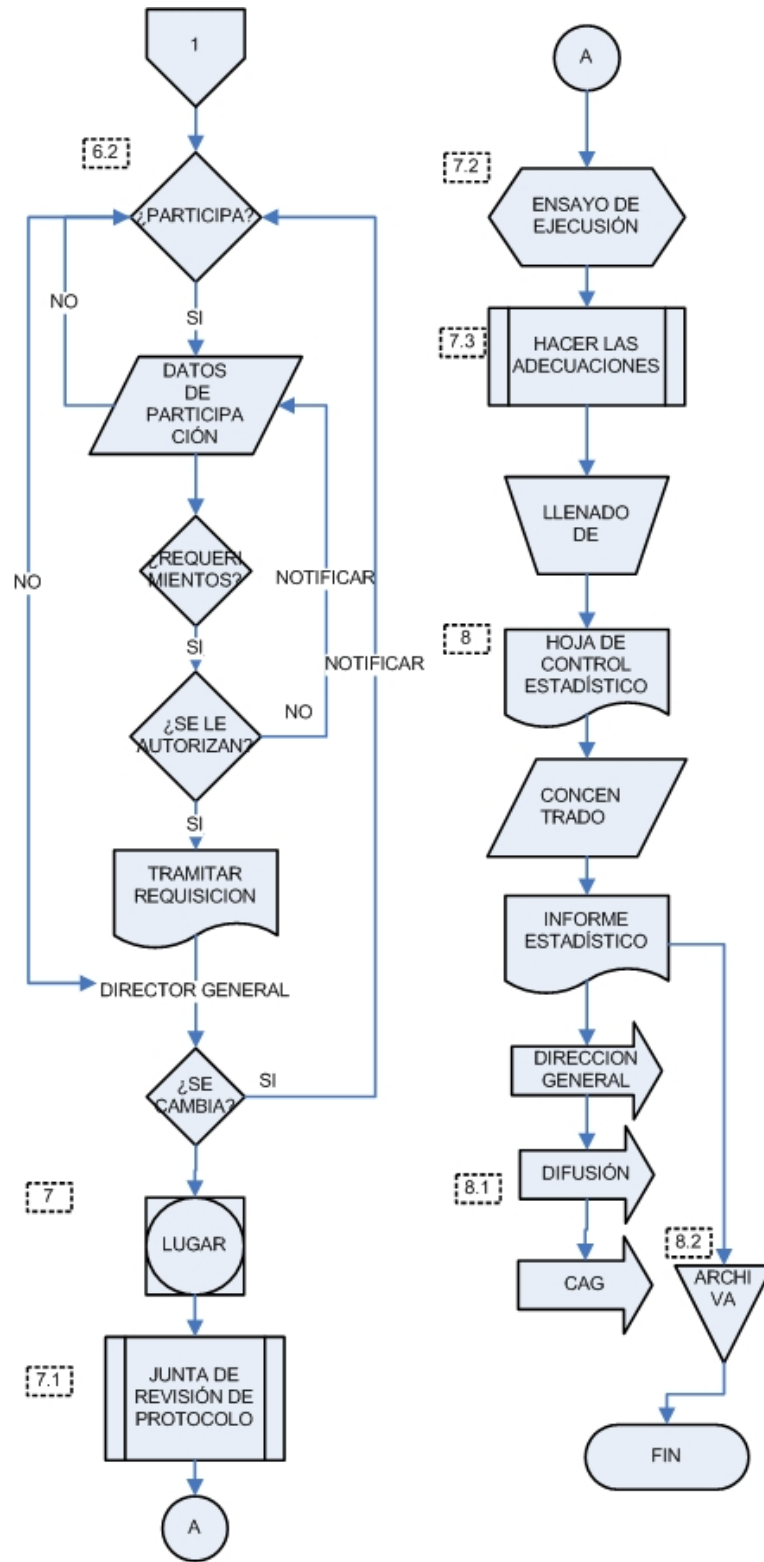 1
6.2
¿PARTICIPA?
NO
SI
DATOS
DE
PARTICIPA
CIÓN
¿REQUERI
MIENTOS?
NO
NOTIFICAR
SI
NOTIFICAR
¿SE LE
AUTORIZAN?
NO
SI
TRAMITAR
REQUISICION
DIRECTOR GENERAL
¿SE
CAMBIA?
SI
7
LUGAR
7.1
JUNTA DE
REVISIÓN DE
PROTOCOLO
A
A
7.2
ENSAYO DE
EJECUSIÓN
7.3
HACER LAS
ADECUACIONES
LLENADO
DE
8
HOJA DE
CONTROL
ESTADÍSTICO
CONCEN
TRADO
INFORME
ESTADÍSTICO
DIRECCION
GENERAL
8.1
DIFUSIÓN
CAG
8.2
ARCHI
VA
FIN